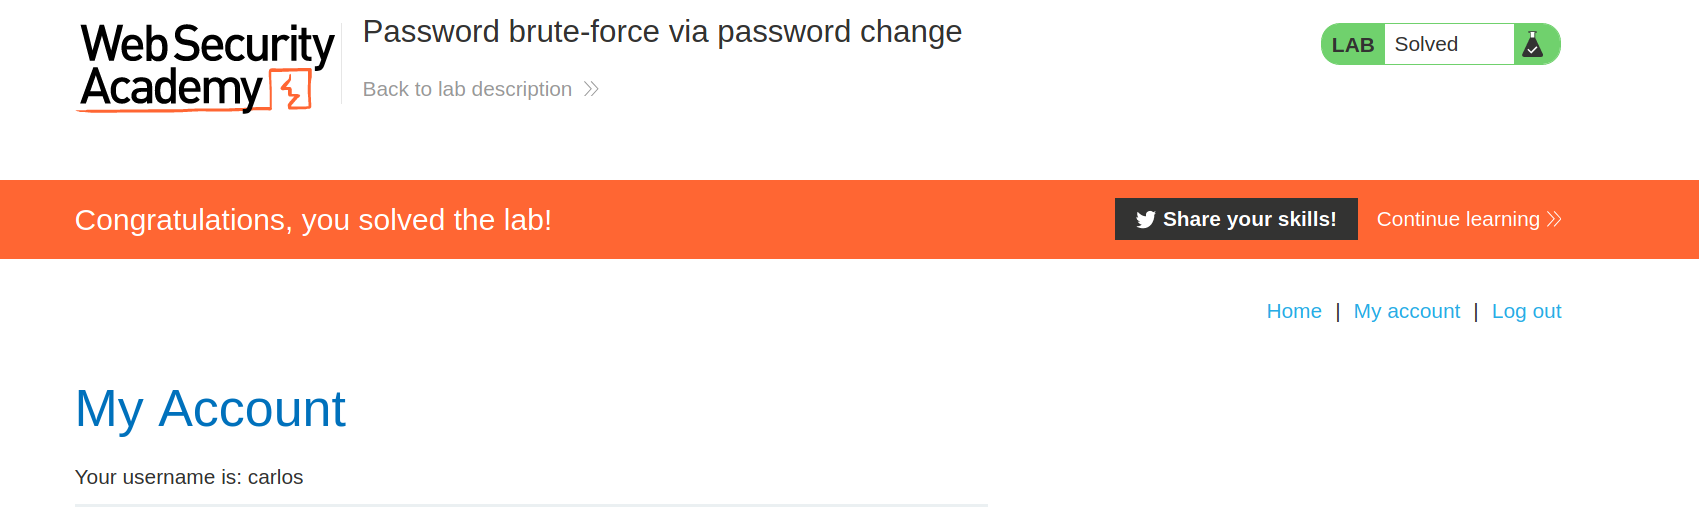 Web Security
Academy
Password brute-force via password change
Back to lab description
LAB Solved
Congratulations, you solved the lab!
Share your skills!
Continue learning
Home | My account | Log out
My Account
Your username is: carlos